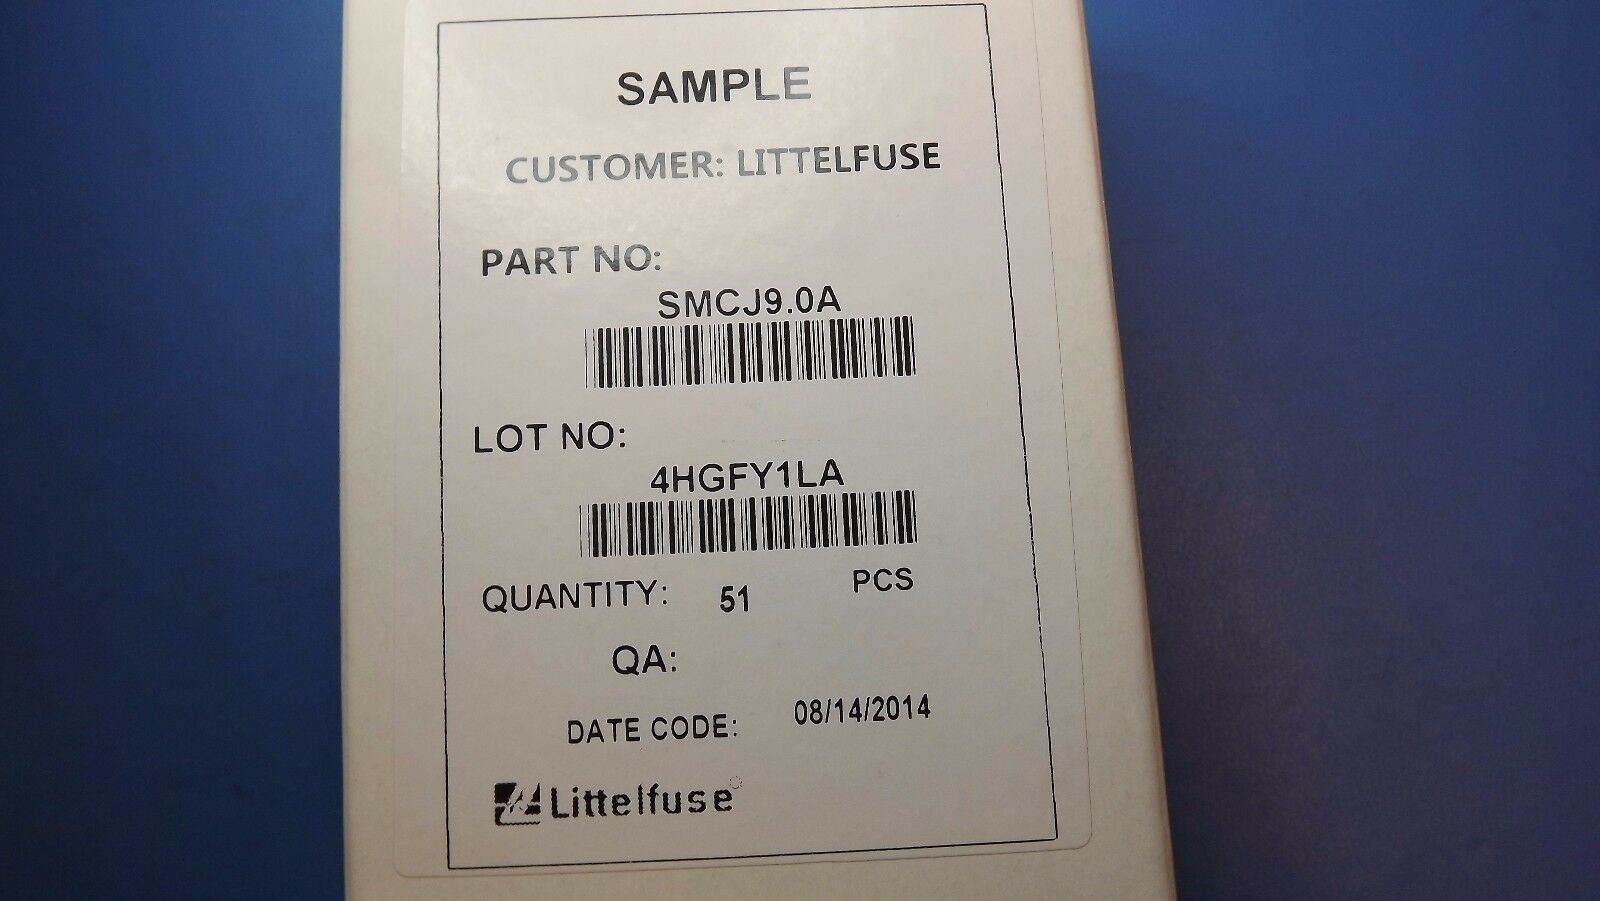 SAMPLE
CUSTOMER: LITTELFUSE
PART NO:
SMCJ9.0A
LOT NO:
4HGFY1LA
QUANTITY: 51 PCS
QA:
DATE CODE: 08/14/2014
Littelfuse